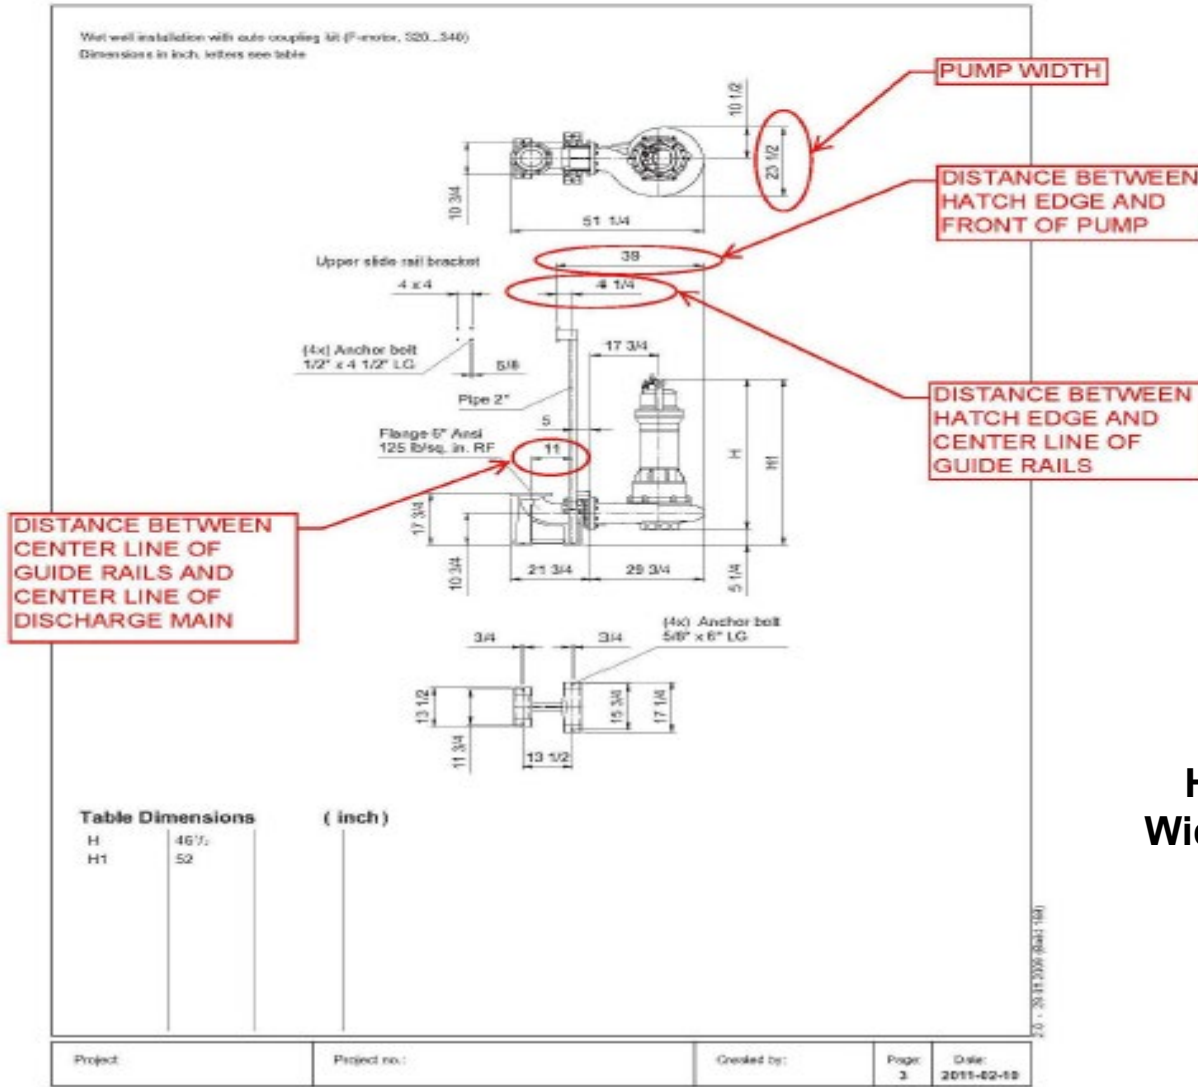 Wet well installation with auto coupling kit (F-motor, S20...S40)
Dimensions in inch, letters see table
PUMP WIDTH
10 1/2
23 1/2
10 3/4
51 1/4
DISTANCE BETWEEN
HATCH EDGE AND
FRONT OF PUMP
39
Upper slide rail bracket
4 x 4
4 1/4
(4x) Anchor bolt
1/2" x 4 1/2" LG
5/8
17 3/4
Pipe 2"
5
DISTANCE BETWEEN
HATCH EDGE AND
CENTER LINE OF
GUIDE RAILS
Flange 6" Ansi
125 lb/sq. in. RF
11
H
H1
17 3/4
10 3/4
21 3/4
29 3/4
5 1/4
DISTANCE BETWEEN
CENTER LINE OF
GUIDE RAILS AND
CENTER LINE OF
DISCHARGE MAIN
3/4
3/4
(4x) Anchor bolt
5/8" x 6" LG
13 1/2
11 3/4
15 3/4
17 1/4
13 1/2
Table Dimensions (inch)
H 46½
H1 52
Project:
Project no.:
Created by:
Page:
3
Date:
2011-02-10